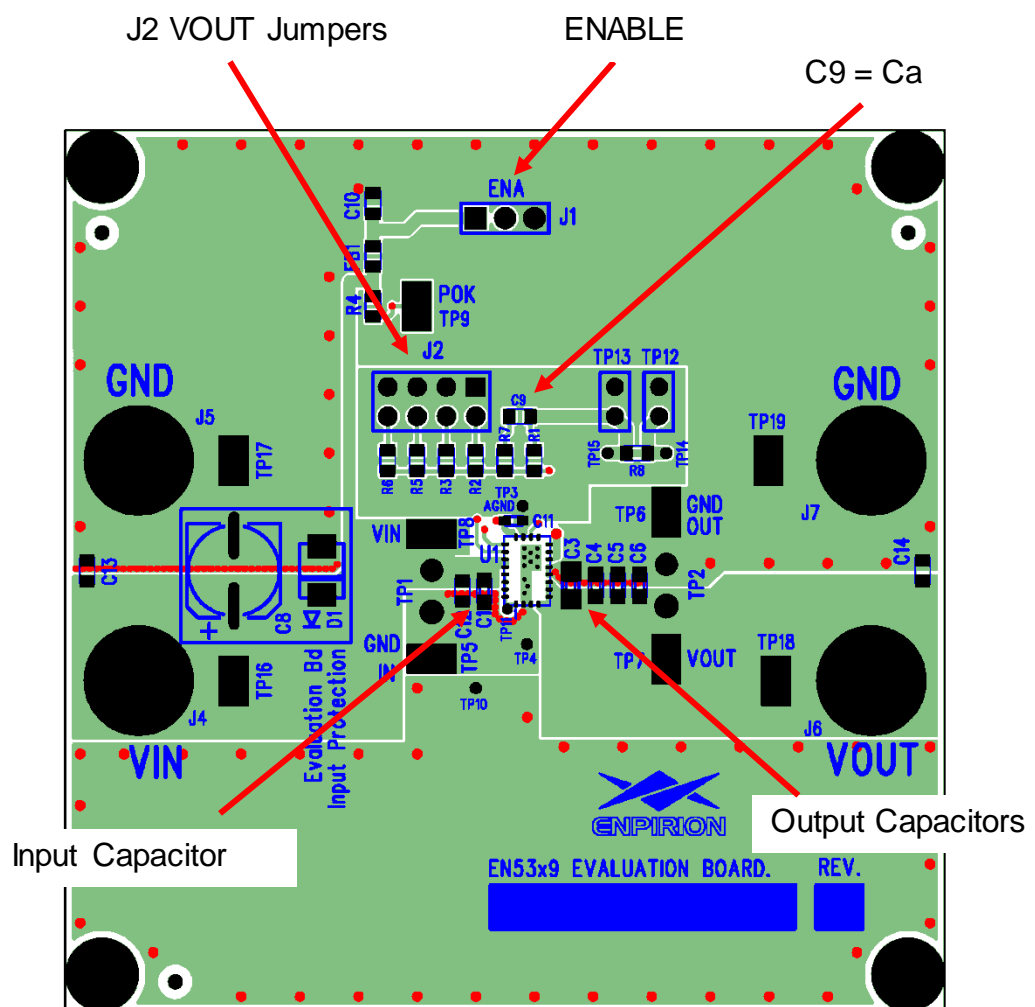 J2 VOUT Jumpers
ENABLE
C9 = Ca
ENA
J1
C10
FB1
R4
POK
TP9
J2
TP13
TP12
GND
J5
TP17
C9
R7
R1
R6
R5
R3
R2
TP15
R8
TP14
TP19
GND
J7
TP3
AGND
C11
VIN
TP8
U1
TP6
GND
OUT
C13
C8
+
D1
TP1
C12
C1
TP11
C3
C4
C5
C6
TP2
C14
GND
IN
TP5
TP4
TP10
TP7
VOUT
TP18
TP16
J4
VIN
Evaluation Bd
Input Protection
J6
VOUT
ENPIRION
Input Capacitor
Output Capacitors
EN53x9 EVALUATION BOARD.
REV.